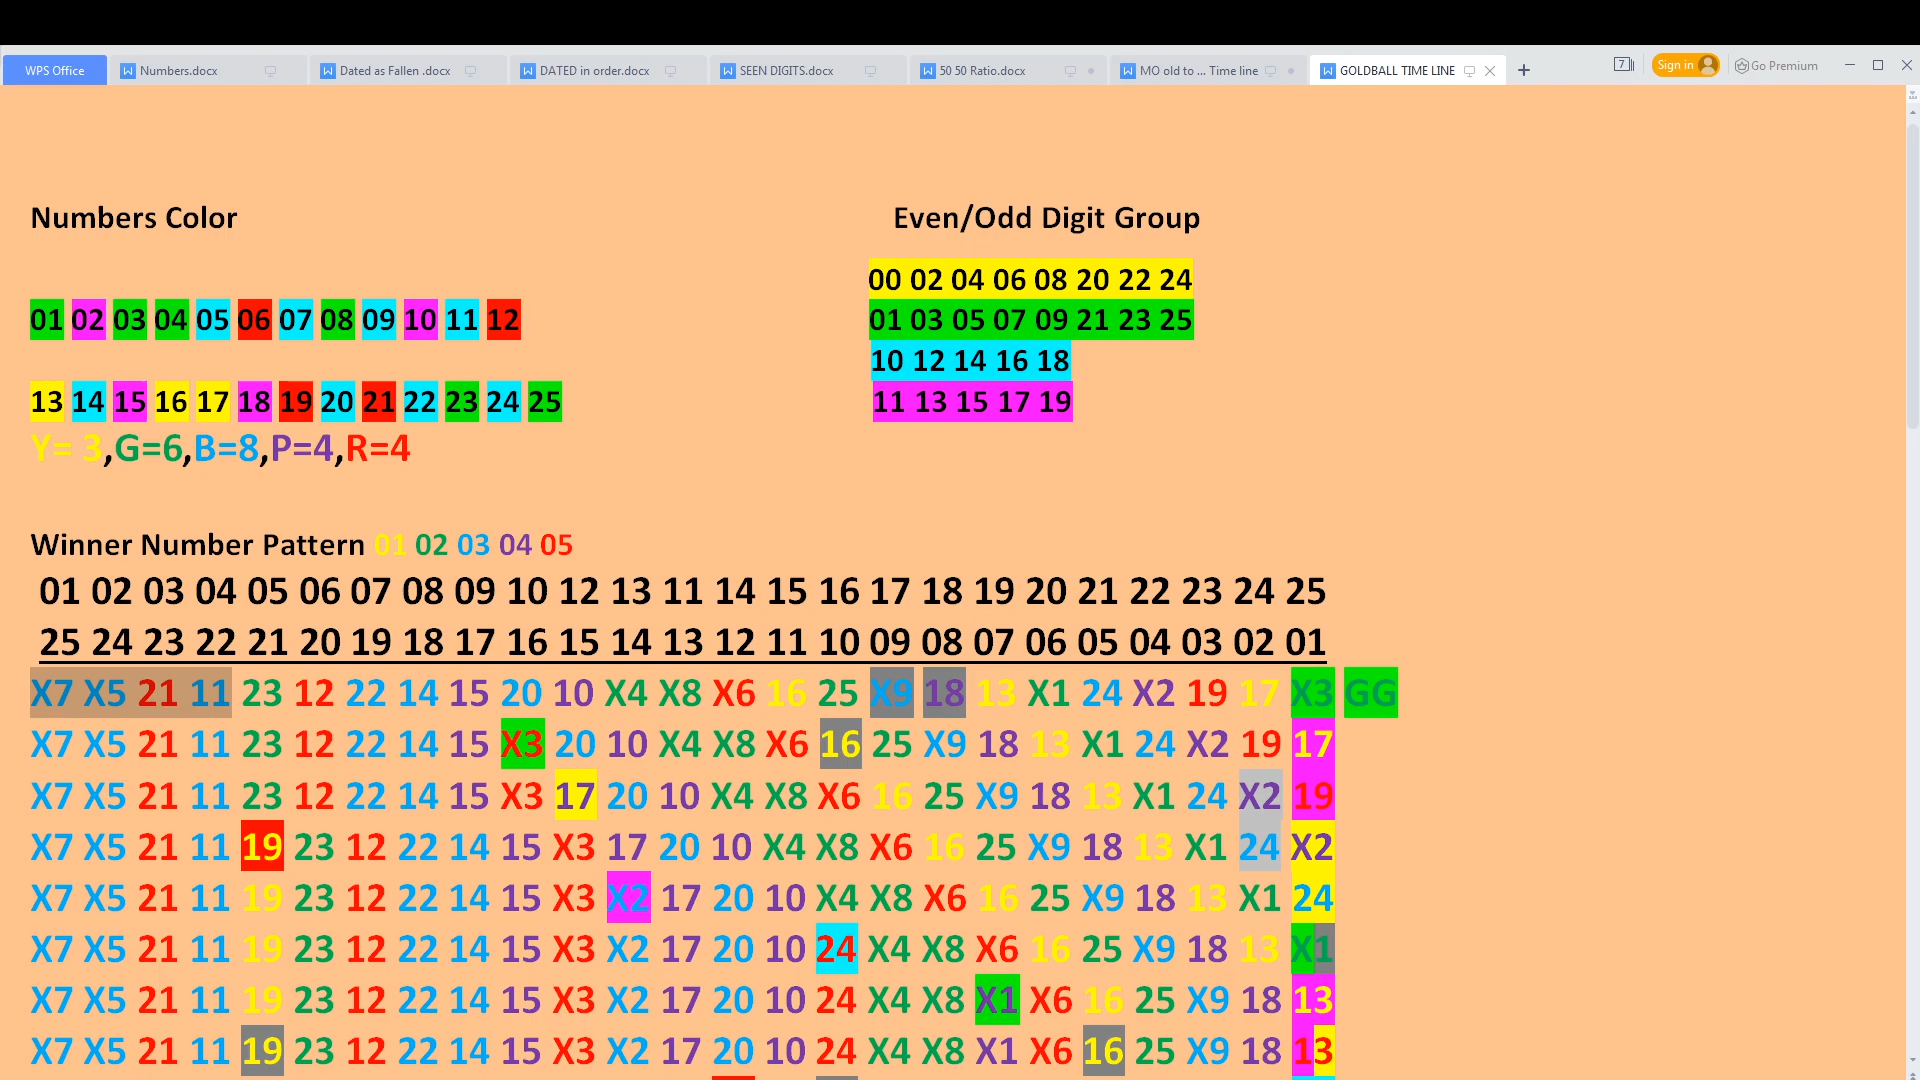 WPS Office Numbers.docx Dated as Fallen .docx DATED in order.docx SEEN DIGITS.docx 50 50 Ratio.docx MO old to ... Time line GOLDBALL TIME LINE + 7 Sign in Go Premium
Numbers Color
Even/Odd Digit Group
00 02 04 06 08 20 22 24
01 02 03 04 05 06 07 08 09 10 11 12
01 03 05 07 09 21 23 25
10 12 14 16 18
13 14 15 16 17 18 19 20 21 22 23 24 25
11 13 15 17 19
Y= 3,G=6,B=8,P=4,R=4
Winner Number Pattern 01 02 03 04 05
01 02 03 04 05 06 07 08 09 10 12 13 11 14 15 16 17 18 19 20 21 22 23 24 25
25 24 23 22 21 20 19 18 17 16 15 14 13 12 11 10 09 08 07 06 05 04 03 02 01
X7 X5 21 11 23 12 22 14 15 20 10 X4 X8 X6 16 25 X9 18 13 X1 24 X2 19 17 X3 GG
X7 X5 21 11 23 12 22 14 15 X3 20 10 X4 X8 X6 16 25 X9 18 13 X1 24 X2 19 17
X7 X5 21 11 23 12 22 14 15 X3 17 20 10 X4 X8 X6 16 25 X9 18 13 X1 24 X2 19
X7 X5 21 11 19 23 12 22 14 15 X3 17 20 10 X4 X8 X6 16 25 X9 18 13 X1 24 X2
X7 X5 21 11 19 23 12 22 14 15 X3 X2 17 20 10 X4 X8 X6 16 25 X9 18 13 X1 24
X7 X5 21 11 19 23 12 22 14 15 X3 X2 17 20 10 24 X4 X8 X6 16 25 X9 18 13 X1
X7 X5 21 11 19 23 12 22 14 15 X3 X2 17 20 10 24 X4 X8 X1 X6 16 25 X9 18 13
X7 X5 21 11 19 23 12 22 14 15 X3 X2 17 20 10 24 X4 X8 X1 X6 16 25 X9 18 13